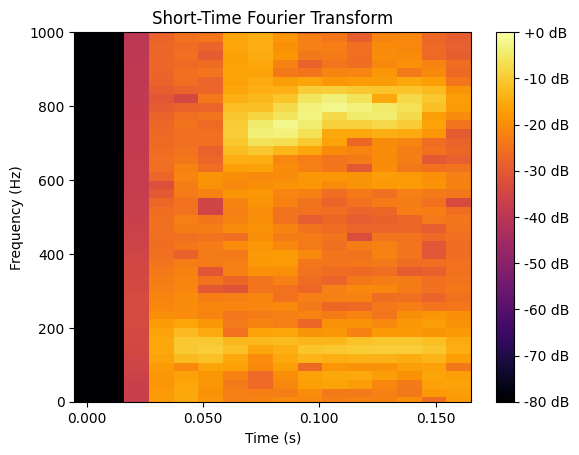 Short-Time Fourier Transform
Frequency (Hz)
1000
800
600
400
200
0
0.000
0.050
0.100
0.150
Time (s)
+0 dB
-10 dB
-20 dB
-30 dB
-40 dB
-50 dB
-60 dB
-70 dB
-80 dB